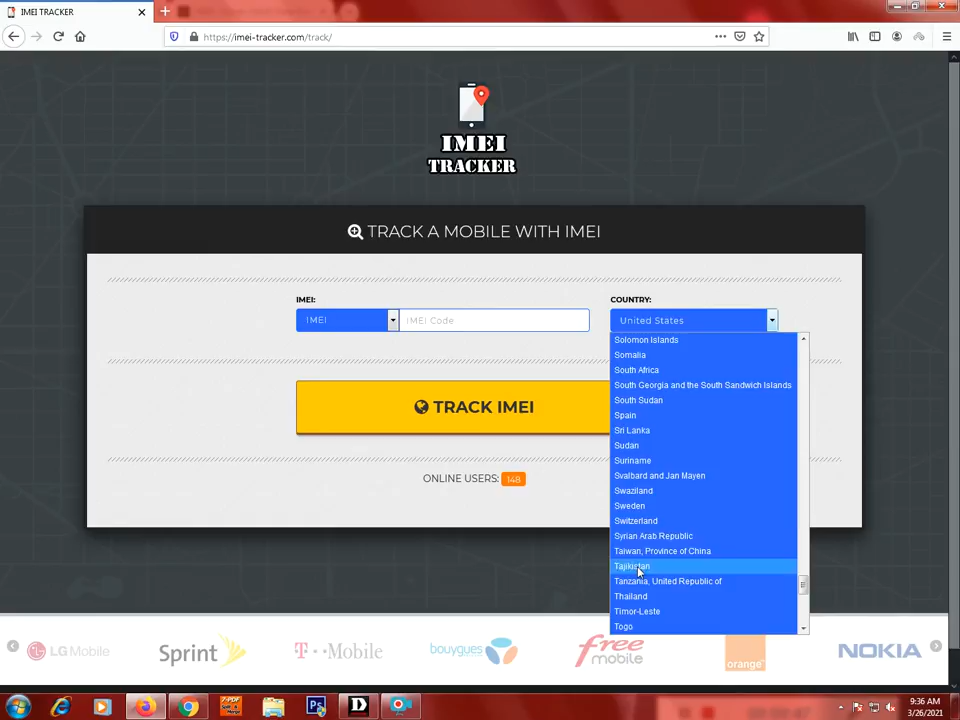 IMEI TRACKER
https://imei-tracker.com/track/
IMEI
TRACKER
TRACK A MOBILE WITH IMEI
IMEI:
COUNTRY:
IMEI
IMEI Code
United States
Solomon Islands
Somalia
South Africa
South Georgia and the South Sandwich Islands
South Sudan
Spain
Sri Lanka
Sudan
Suriname
Svalbard and Jan Mayen
Swaziland
Sweden
Switzerland
Syrian Arab Republic
Taiwan, Province of China
Tajikistan
Tanzania, United Republic of
Thailand
Timor-Leste
Togo
TRACK IMEI
ONLINE USERS: 148
LG Mobile
Sprint
T-Mobile
bouygues
free
mobile
orange
NOKIA
9:36 AM
3/26/2021